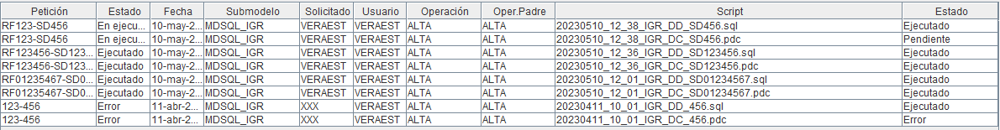 Petición Estado Fecha Submodelo Solicitado Usuario Operación Oper.Padre Script Estado
RF123-SD456 En ejecu... 10-may-2... MDSQL_IGR VERAEST VERAEST ALTA ALTA 20230510_12_38_IGR_DD_SD456.sql Ejecutado
RF123-SD456 En ejecu... 10-may-2... MDSQL_IGR VERAEST VERAEST ALTA ALTA 20230510_12_38_IGR_DC_SD456.pdc Pendiente
RF123456-SD123... Ejecutado 10-may-2... MDSQL_IGR VERAEST VERAEST ALTA ALTA 20230510_12_36_IGR_DD_SD123456.sql Ejecutado
RF123456-SD123... Ejecutado 10-may-2... MDSQL_IGR VERAEST VERAEST ALTA ALTA 20230510_12_36_IGR_DC_SD123456.pdc Ejecutado
RF01235467-SD0... Ejecutado 10-may-2... MDSQL_IGR VERAEST VERAEST ALTA ALTA 20230510_12_01_IGR_DD_SD01234567.sql Ejecutado
RF01235467-SD0... Ejecutado 10-may-2... MDSQL_IGR VERAEST VERAEST ALTA ALTA 20230510_12_01_IGR_DC_SD01234567.pdc Ejecutado
123-456 Error 11-abr-2... MDSQL_IGR XXX VERAEST ALTA ALTA 20230411_10_01_IGR_DD_456.sql Ejecutado
123-456 Error 11-abr-2... MDSQL_IGR XXX VERAEST ALTA ALTA 20230411_10_01_IGR_DC_456.pdc Error